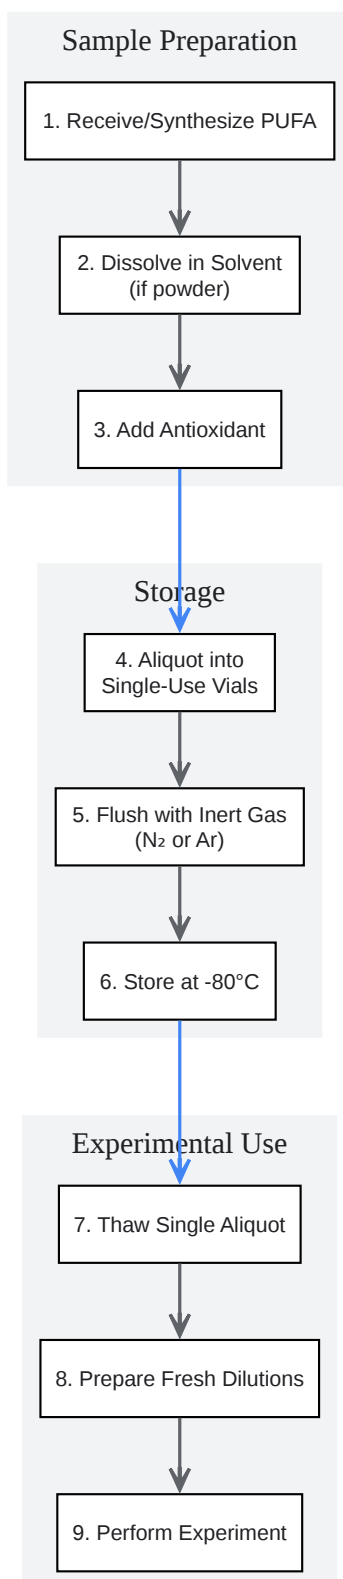 Sample Preparation
1. Receive/Synthesize PUFA
2. Dissolve in Solvent
(if powder)
3. Add Antioxidant
Storage
4. Aliquot into
Single-Use Vials
5. Flush with Inert Gas
(N₂ or Ar)
6. Store at -80°C
Experimental Use
7. Thaw Single Aliquot
8. Prepare Fresh Dilutions
9. Perform Experiment